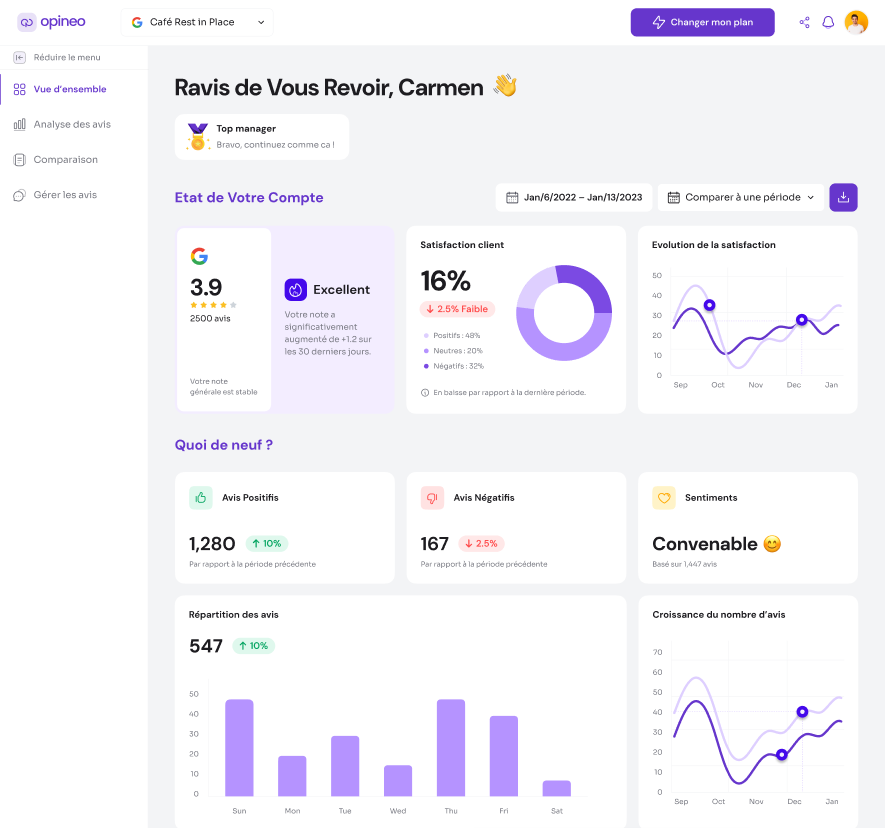 opineo
Café Rest in Place
Changer mon plan
Réduire le menu
Vue d'ensemble
Analyse des avis
Comparaison
Gérer les avis
Ravis de Vous Revoir, Carmen 👋
Top manager
Bravo, continuez comme ça !
Etat de Votre Compte
Jan/6/2022 – Jan/13/2023
Comparer à une période
3.9
2500 avis
Votre note
générale est stable
Excellent
Votre note a
significativement
augmenté de +1.2 sur
les 30 derniers jours.
Satisfaction client
16%
↓ 2.5% Faible
Positifs : 48%
Neutres : 20%
Négatifs : 32%
En baisse par rapport à la dernière période.
Evolution de la satisfaction
50
40
30
20
10
0
Sep Oct Nov Dec Jan
Quoi de neuf ?
Avis Positifis
1,280 ↑ 10%
Par rapport à la période précédente
Avis Négatifis
167 ↓ 2.5%
Par rapport à la période précédente
Sentiments
Convenable 😊
Basé sur 1,447 avis
Répartition des avis
547 ↑ 10%
50
40
30
20
10
0
Sun Mon Tue Wed Thu Fri Sat
Croissance du nombre d'avis
70
60
50
40
30
20
10
0
Sep Oct Nov Dec Jan